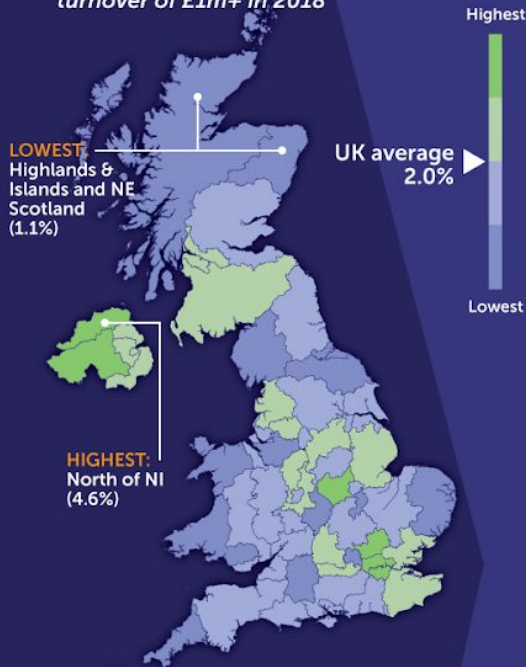 turnover of £1m+ in 2018
Highest
LOWEST:
Highlands &
Islands and NE
Scotland
(1.1%)
UK average
2.0%
Lowest
HIGHEST:
North of NI
(4.6%)